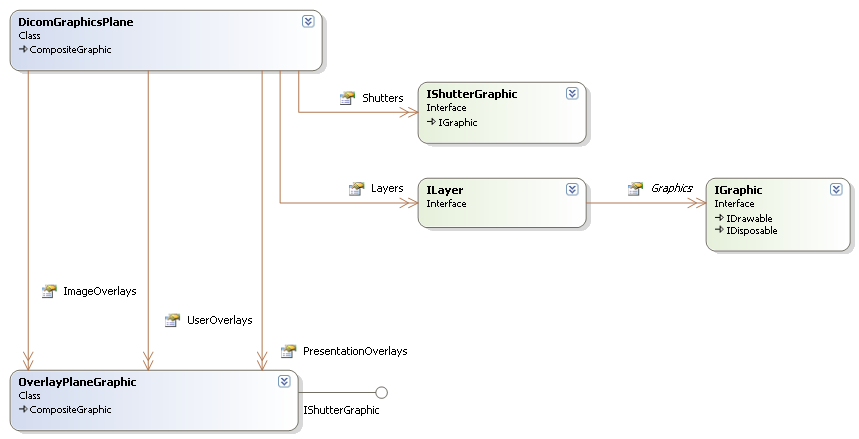 DicomGraphicsPlane
Class
CompositeGraphic
Shutters
IShutterGraphic
Interface
IGraphic
Layers
ILayer
Interface
Graphics
IGraphic
Interface
IDrawable
IDisposable
ImageOverlays
UserOverlays
PresentationOverlays
OverlayPlaneGraphic
Class
CompositeGraphic
IShutterGraphic